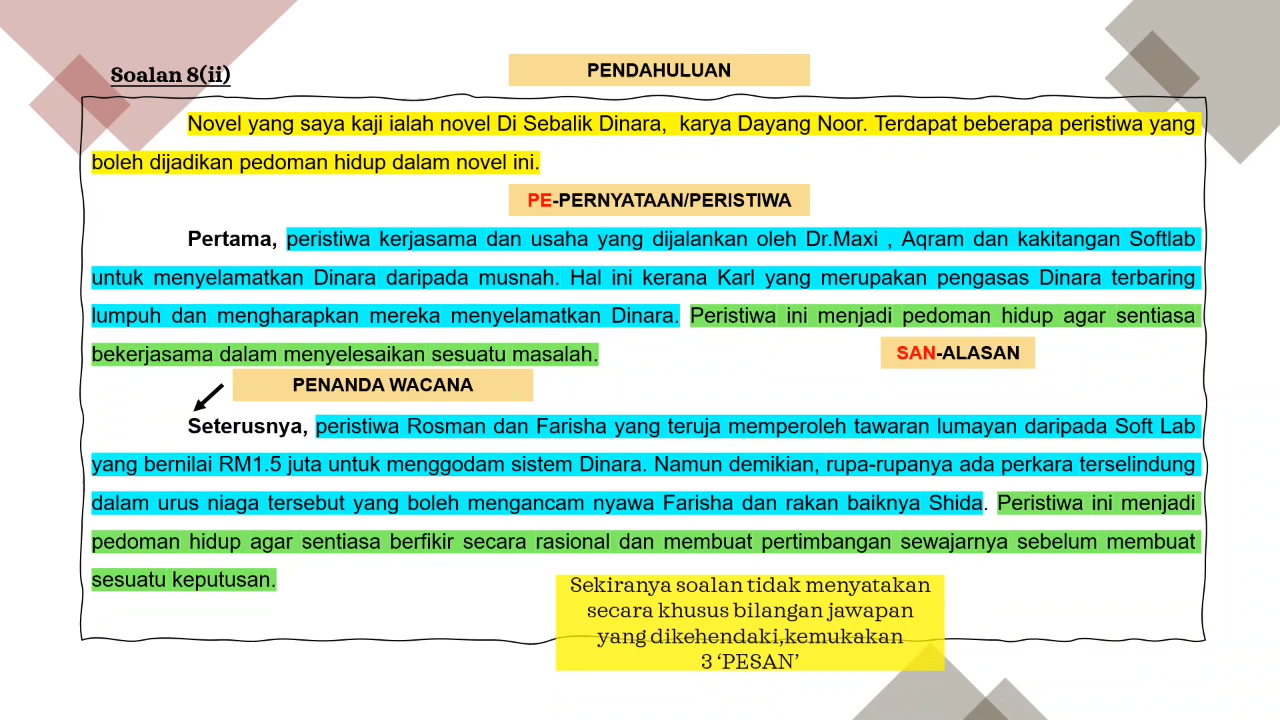 Soalan 8(ii)
PENDAHULUAN
Novel yang saya kaji ialah novel Di Sebalik Dinara, karya Dayang Noor. Terdapat beberapa peristiwa yang
boleh dijadikan pedoman hidup dalam novel ini.
PE-PERNYATAAN/PERISTIWA
Pertama, peristiwa kerjasama dan usaha yang dijalankan oleh Dr.Maxi , Aqram dan kakitangan Softlab
untuk menyelamatkan Dinara daripada musnah. Hal ini kerana Karl yang merupakan pengasas Dinara terbaring
lumpuh dan mengharapkan mereka menyelamatkan Dinara. Peristiwa ini menjadi pedoman hidup agar sentiasa
bekerjasama dalam menyelesaikan sesuatu masalah.
SAN-ALASAN
PENANDA WACANA
Seterusnya, peristiwa Rosman dan Farisha yang teruja memperoleh tawaran lumayan daripada Soft Lab
yang bernilai RM1.5 juta untuk menggodam sistem Dinara. Namun demikian, rupa-rupanya ada perkara terselindung
dalam urus niaga tersebut yang boleh mengancam nyawa Farisha dan rakan baiknya Shida. Peristiwa ini menjadi
pedoman hidup agar sentiasa berfikir secara rasional dan membuat pertimbangan sewajarnya sebelum membuat
sesuatu keputusan.
Sekiranya soalan tidak menyatakan
secara khusus bilangan jawapan
yang dikehendaki,kemukakan
3 ‘PESAN’